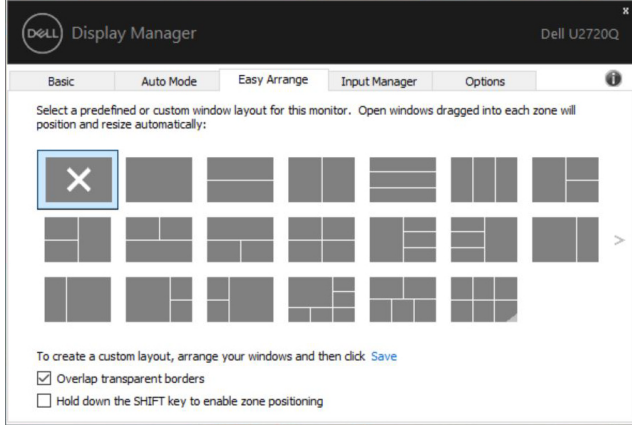 x
DELL Display Manager
Dell U2720Q
Basic Auto Mode Easy Arrange Input Manager Options
Select a predefined or custom window layout for this monitor. Open windows dragged into each zone will
position and resize automatically:
>
To create a custom layout, arrange your windows and then click Save
Overlap transparent borders
Hold down the SHIFT key to enable zone positioning